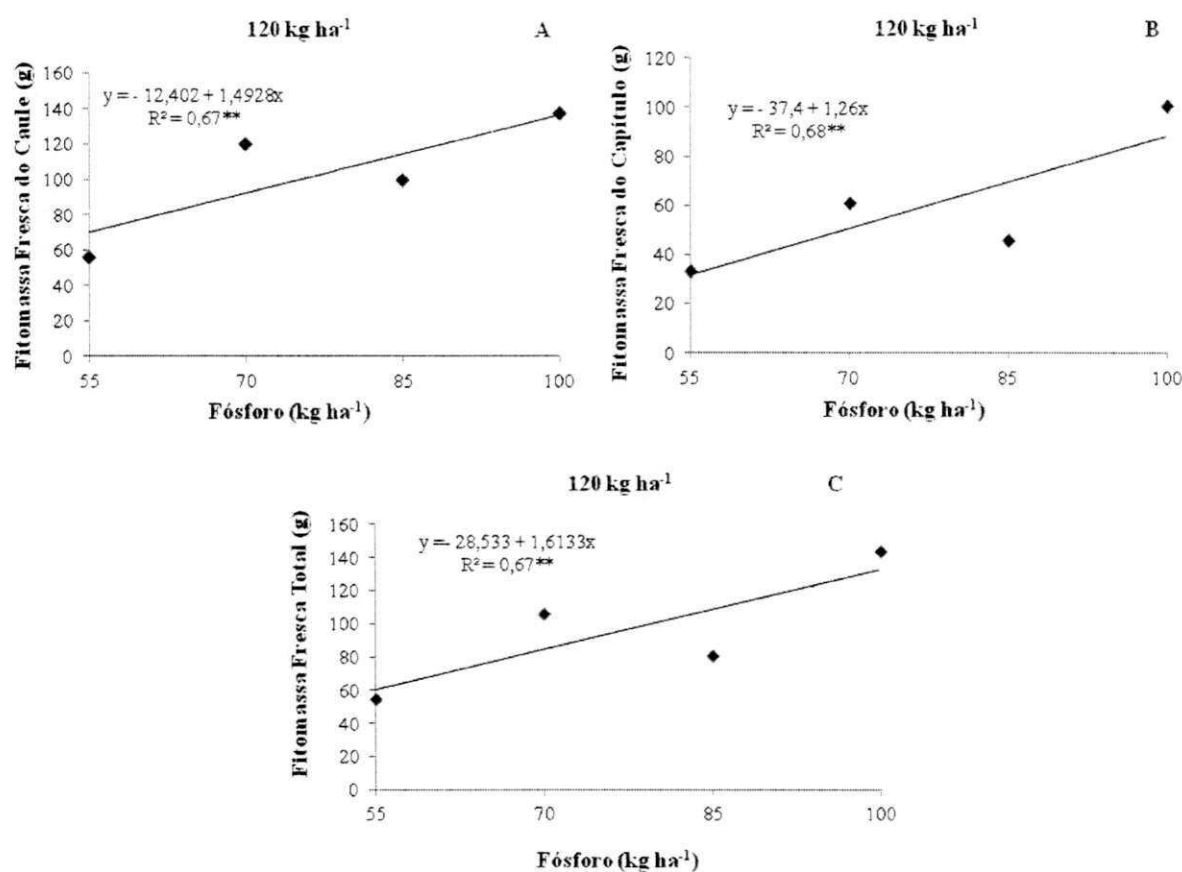 120 kg ha⁻¹ A
y = - 12,402 + 1,4928x
R² = 0,67**
Fitomassa Fresca do Caule (g)
160
140
120
100
80
60
40
20
0
55 70 85 100
Fósforo (kg ha⁻¹)
120 kg ha⁻¹ B
y = - 37,4 + 1,26x
R² = 0,68**
Fitomassa Fresca do Capítulo (g)
120
100
80
60
40
20
0
55 70 85 100
Fósforo (kg ha⁻¹)
120 kg ha⁻¹ C
y =- 28,533 + 1,6133x
R² = 0,67**
Fitomassa Fresca Total (g)
160
140
120
100
80
60
40
20
0
55 70 85 100
Fósforo (kg ha⁻¹)